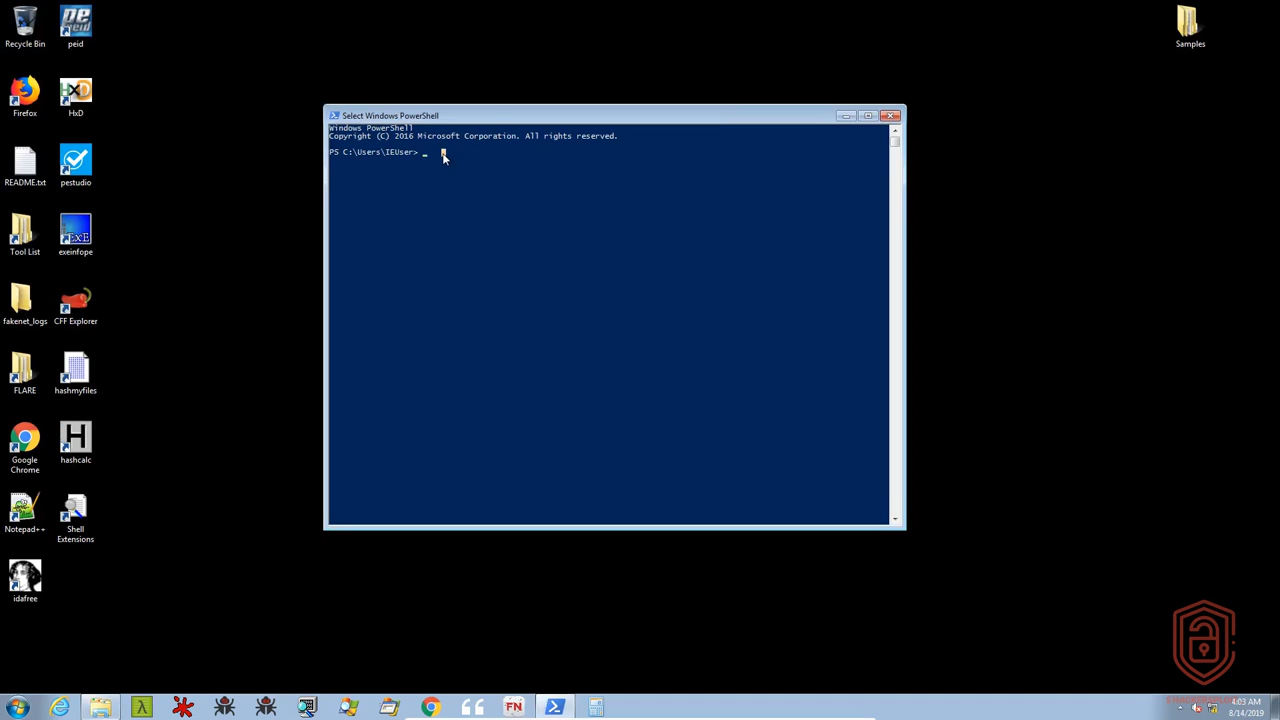 Recycle Bin
peid
Samples
Firefox
HxD
README.txt
pestudio
Tool List
exeinfope
fakenet_logs
CFF Explorer
FLARE
hashmyfiles
Google
Chrome
hashcalc
Notepad++
Shell
Extensions
idafree
Select Windows PowerShell
Windows PowerShell
Copyright (C) 2016 Microsoft Corporation. All rights reserved.
PS C:\Users\IEUser> _
FN
4:03 AM
8/14/2019